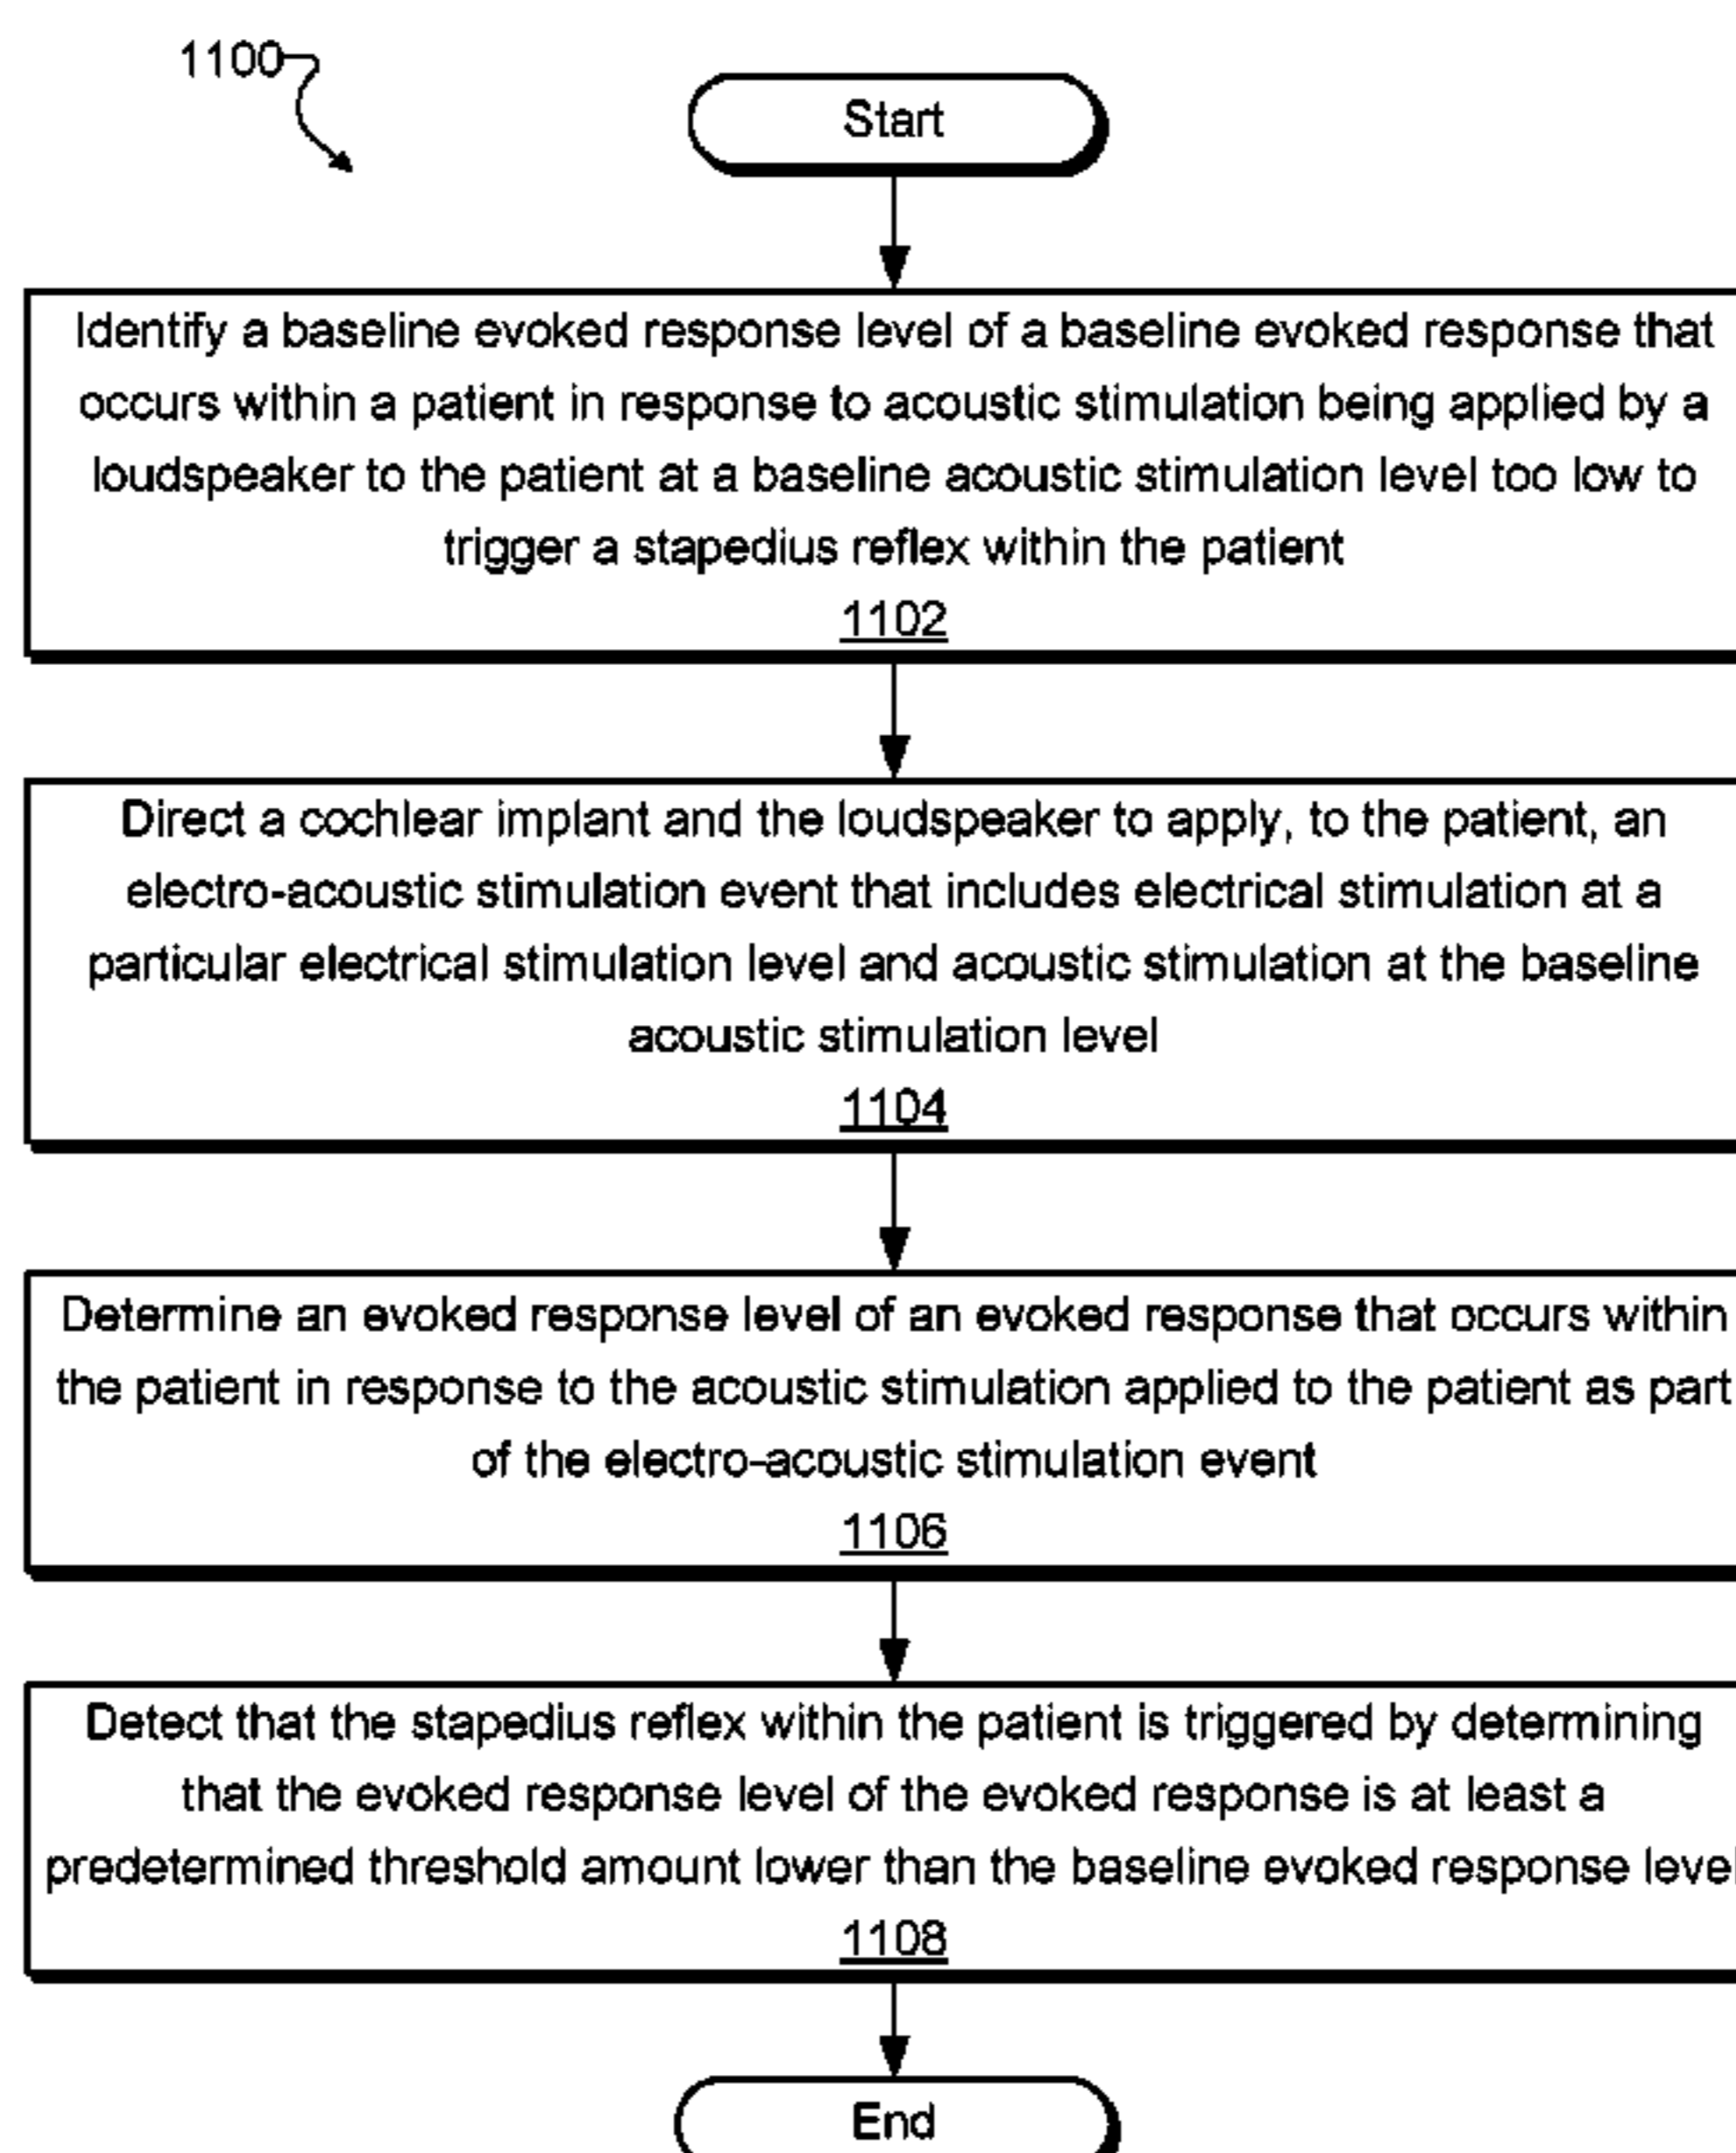 1100
Start
Identify a baseline evoked response level of a baseline evoked response that
occurs within a patient in response to acoustic stimulation being applied by a
loudspeaker to the patient at a baseline acoustic stimulation level too low to
trigger a stapedius reflex within the patient
1102
Direct a cochlear implant and the loudspeaker to apply, to the patient, an
electro-acoustic stimulation event that includes electrical stimulation at a
particular electrical stimulation level and acoustic stimulation at the baseline
acoustic stimulation level
1104
Determine an evoked response level of an evoked response that occurs within
the patient in response to the acoustic stimulation applied to the patient as part
of the electro-acoustic stimulation event
1106
Detect that the stapedius reflex within the patient is triggered by determining
that the evoked response level of the evoked response is at least a
predetermined threshold amount lower than the baseline evoked response level
1108
End